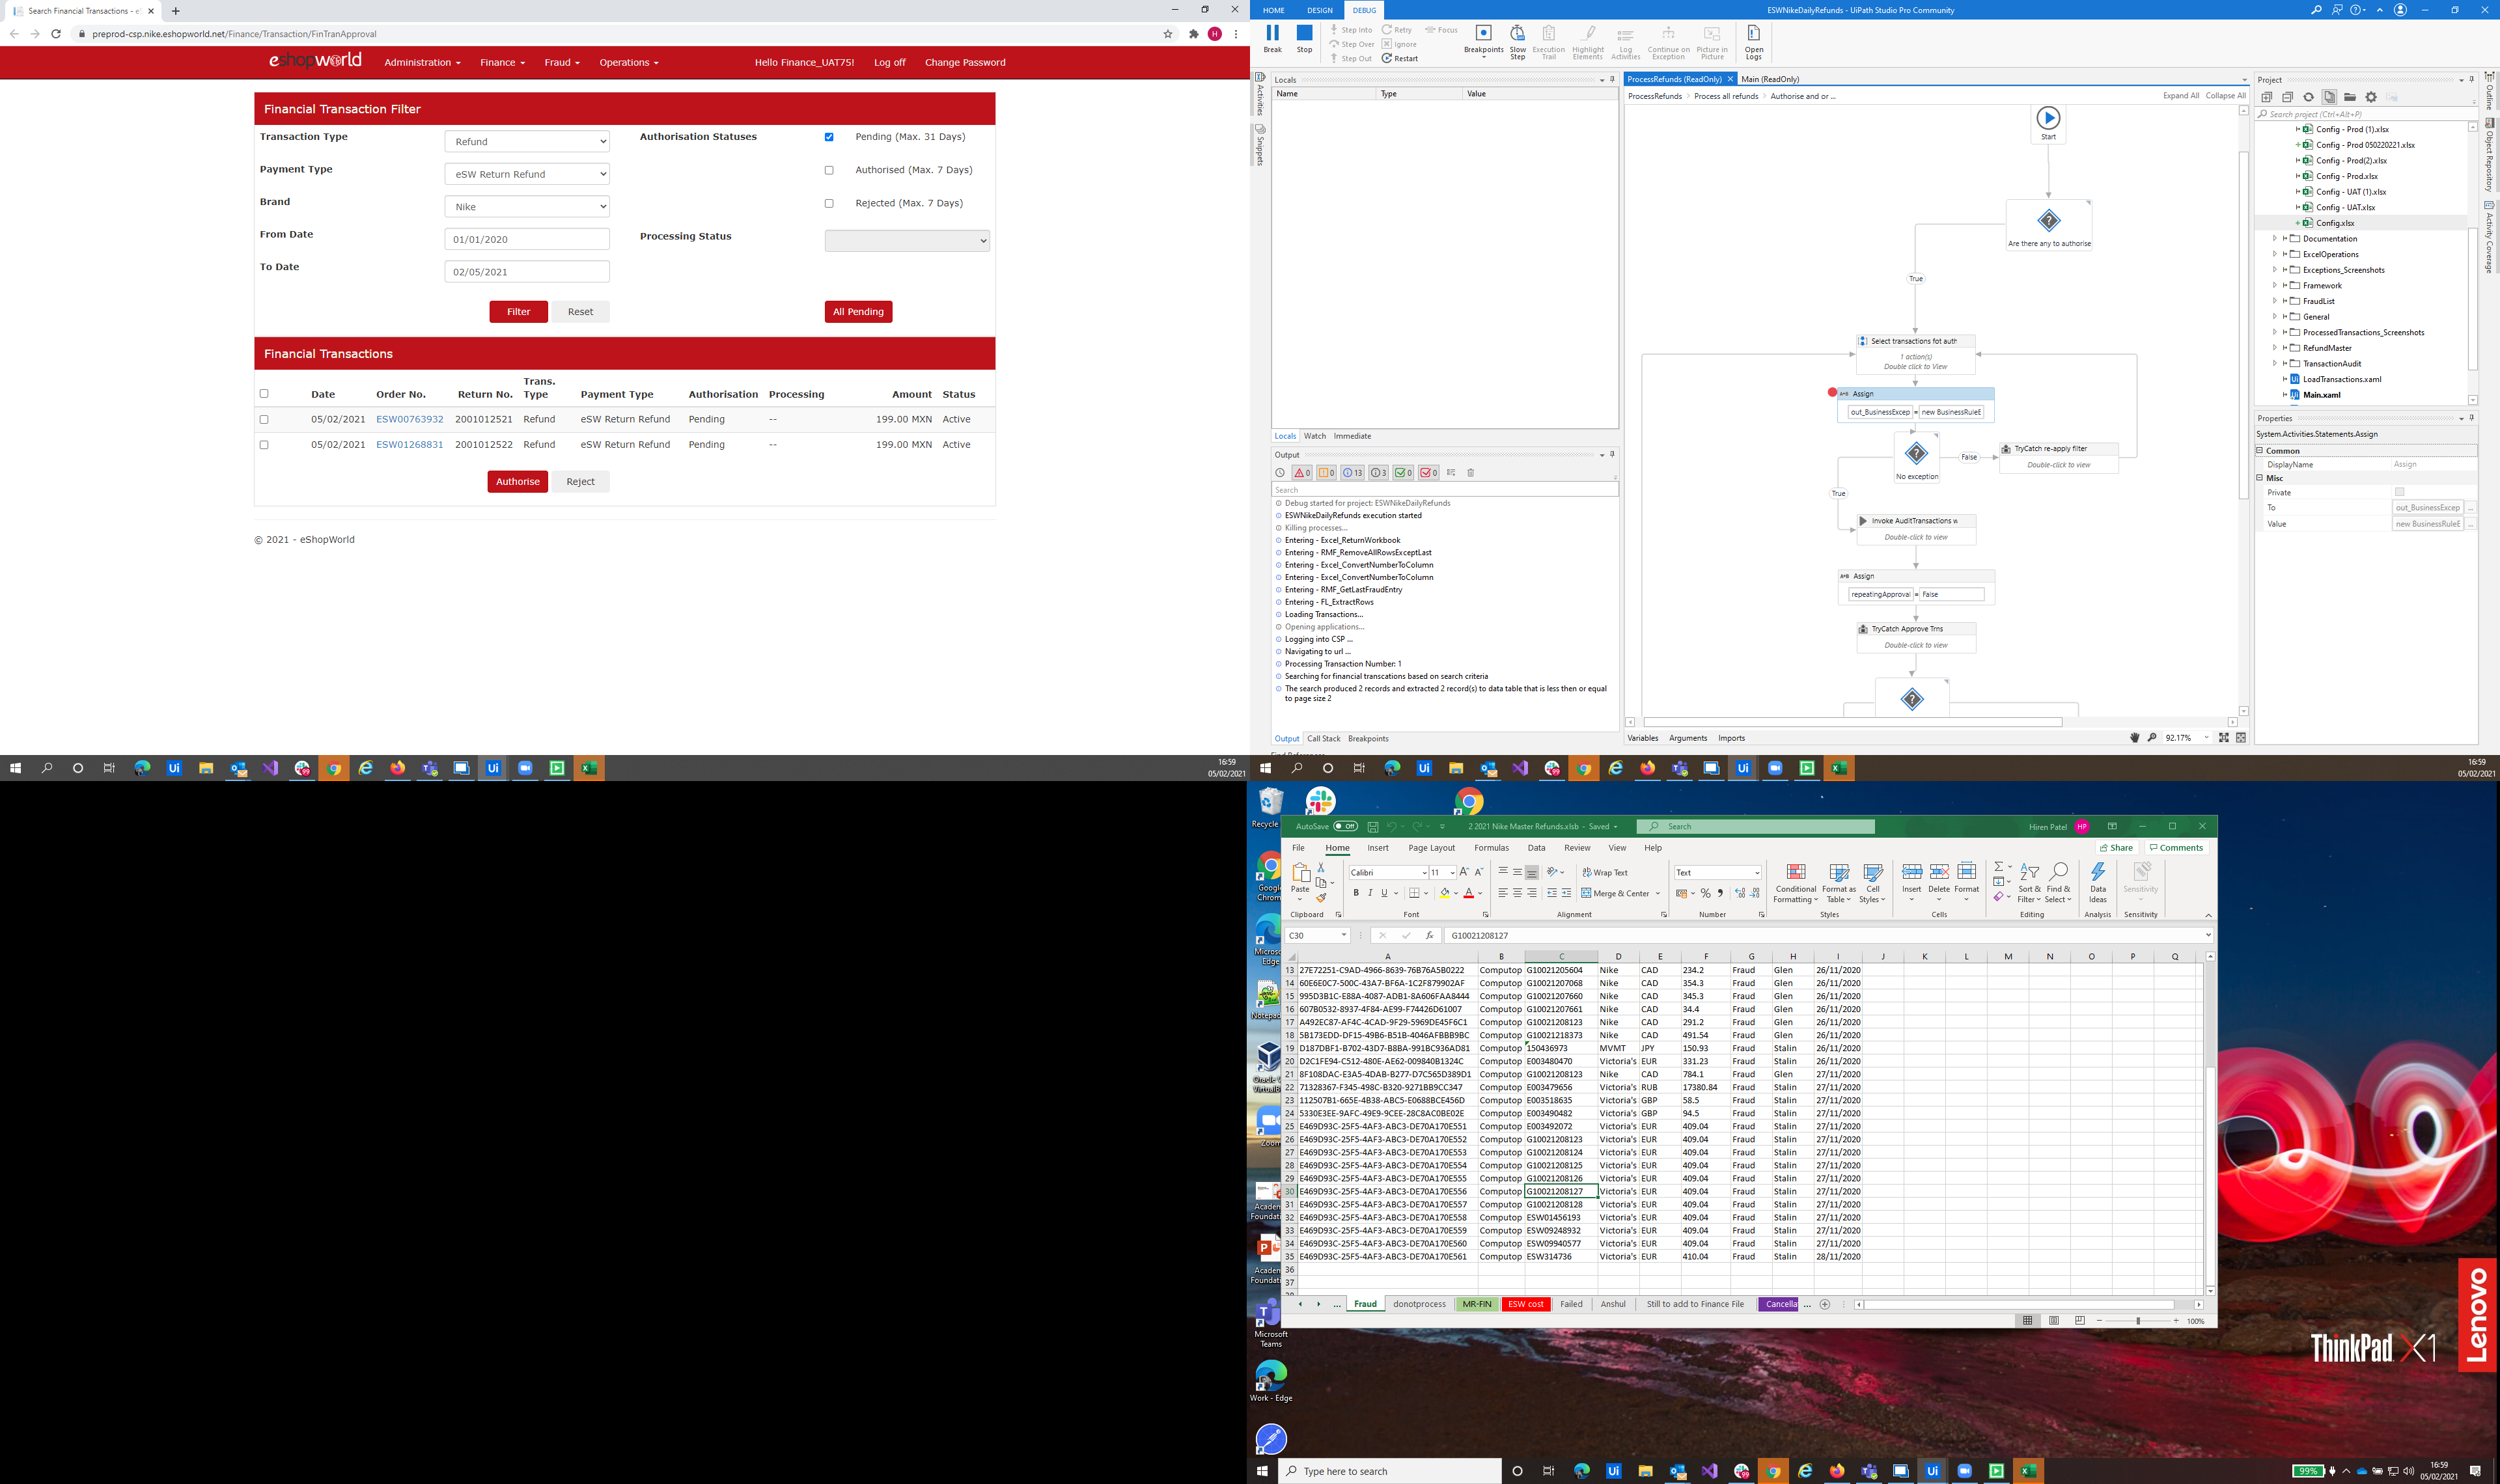 Search Financial Transactions - e
preprod-csp.nike.eshopworld.net/Finance/Transaction/FinTranApproval
eshopworld
Administration
Finance
Fraud
Operations
Hello Finance_UAT75!
Log off
Change Password
Financial Transaction Filter
Transaction Type
Refund
Authorisation Statuses
Pending (Max. 31 Days)
Payment Type
eSW Return Refund
Authorised (Max. 7 Days)
Brand
Nike
Rejected (Max. 7 Days)
From Date
01/01/2020
Processing Status
To Date
02/05/2021
Filter
Reset
All Pending
Financial Transactions
Date Order No. Return No. Trans. Type Payment Type Authorisation Processing Amount Status
05/02/2021 ESW00763932 2001012521 Refund eSW Return Refund Pending -- 199.00 MXN Active
05/02/2021 ESW01268831 2001012522 Refund eSW Return Refund Pending -- 199.00 MXN Active
Authorise
Reject
© 2021 - eShopWorld
16:59
05/02/2021
HOME DESIGN DEBUG
ESWNikeDailyRefunds - UiPath Studio Pro Community
Break
Stop
Step Into
Step Over
Step Out
Retry
Ignore
Restart
Focus
Breakpoints
Slow Step
Execution Trail
Highlight Elements
Log Activities
Continue on Exception
Picture in Picture
Open Logs
Activities
Snippets
Locals
Name Type Value
Locals Watch Immediate
Output
0 0 13 3 0 0
Search
Debug started for project: ESWNikeDailyRefunds
ESWNikeDailyRefunds execution started
Killing processes...
Entering - Excel_ReturnWorkbook
Entering - RMF_RemoveAllRowsExceptLast
Entering - Excel_ConvertNumberToColumn
Entering - Excel_ConvertNumberToColumn
Entering - RMF_GetLastFraudEntry
Entering - FL_ExtractRows
Loading Transactions...
Opening applications...
Logging into CSP ...
Navigating to url ...
Processing Transaction Number: 1
Searching for financial transcations based on search criteria
The search produced 2 records and extracted 2 record(s) to data table that is less then or equal
to page size 2
Output Call Stack Breakpoints
ProcessRefunds (ReadOnly)
Main (ReadOnly)
ProcessRefunds > Process all refunds > Authorise and or ...
Expand All Collapse All
Start
Are there any to authorise
True
Select transactions fot auth
1 action(s)
Double click to View
Assign
out_BusinessExcep = new BusinessRuleE
No exception
False
TryCatch re-apply filter
Double-click to view
True
Invoke AuditTransactions w
Double-click to view
Assign
repeatingApproval = False
TryCatch Approve Trns
Double-click to view
Variables Arguments Imports
92.17%
Project
Search project (Ctrl+Alt+P)
Config - Prod (1).xlsx
Config - Prod 050220221.xlsx
Config - Prod(2).xlsx
Config - Prod.xlsx
Config - UAT (1).xlsx
Config - UAT.xlsx
Config.xlsx
Documentation
ExcelOperations
Exceptions_Screenshots
Framework
FraudList
General
ProcessedTransactions_Screenshots
RefundMaster
TransactionAudit
LoadTransactions.xaml
Main.xaml
Properties
System.Activities.Statements.Assign
Common
DisplayName Assign
Misc
Private
To out_BusinessExcep
Value new BusinessRuleE
Outline
Object Repository
Activity Coverage
16:59
05/02/2021
Recycle
AutoSave Off
2 2021 Nike Master Refunds.xlsb - Saved
Search
Hiren Patel
HP
File Home Insert Page Layout Formulas Data Review View Help
Share
Comments
Paste
Calibri
11
Wrap Text
Merge & Center
Text
Conditional Formatting
Format as Table
Cell Styles
Insert
Delete
Format
Sort & Filter
Find & Select
Data Ideas
Sensitivity
Clipboard Font Alignment Number Styles Cells Editing Analysis Sensitivity
C30
G10021208127
A B C D E F G H I J K L M N O P Q
13 27E72251-C9AD-4966-8639-76B76A5B0222 Computop G10021205604 Nike CAD 234.2 Fraud Glen 26/11/2020
14 60E6E0C7-500C-43A7-BF6A-1C2F879902AF Computop G10021207068 Nike CAD 354.3 Fraud Glen 26/11/2020
15 995D3B1C-E88A-4087-ADB1-8A606FAA8444 Computop G10021207660 Nike CAD 345.3 Fraud Glen 26/11/2020
16 607B0532-8937-4F84-AE99-F74426D61007 Computop G10021207661 Nike CAD 34.4 Fraud Glen 26/11/2020
17 A492EC87-AF4C-4CAD-9F29-5969DE45F6C1 Computop G10021208123 Nike CAD 291.2 Fraud Glen 26/11/2020
18 5B173EDD-DF15-49B6-B51B-4046AFBBB9BC Computop G10021218373 Nike CAD 491.54 Fraud Glen 26/11/2020
19 D187DBF1-B702-43D7-B8BA-991BC936AD81 Computop 150436973 MVMT JPY 150.93 Fraud Stalin 26/11/2020
20 D2C1FE94-C512-480E-AE62-009840B1324C Computop E003480470 Victoria's EUR 331.23 Fraud Stalin 27/11/2020
21 8F108DAC-E3A5-4DAB-B277-D7C565D389D1 Computop G10021208123 Nike CAD 784.1 Fraud Glen 27/11/2020
22 71328367-F345-498C-B320-9271BB9CC347 Computop E003479656 Victoria's RUB 17380.84 Fraud Stalin 27/11/2020
23 112507B1-665E-4B38-ABC5-E0688BCE456D Computop E003518635 Victoria's GBP 58.5 Fraud Stalin 27/11/2020
24 5330E3EE-9AFC-49E9-9CEE-28C8AC0BE02E Computop E003490482 Victoria's GBP 94.5 Fraud Stalin 27/11/2020
25 E469D93C-25F5-4AF3-ABC3-DE70A170E551 Computop E003492072 Victoria's EUR 409.04 Fraud Stalin 27/11/2020
26 E469D93C-25F5-4AF3-ABC3-DE70A170E552 Computop G10021208123 Victoria's EUR 409.04 Fraud Stalin 27/11/2020
27 E469D93C-25F5-4AF3-ABC3-DE70A170E553 Computop G10021208124 Victoria's EUR 409.04 Fraud Stalin 27/11/2020
28 E469D93C-25F5-4AF3-ABC3-DE70A170E554 Computop G10021208125 Victoria's EUR 409.04 Fraud Stalin 27/11/2020
29 E469D93C-25F5-4AF3-ABC3-DE70A170E555 Computop G10021208126 Victoria's EUR 409.04 Fraud Stalin 27/11/2020
30 E469D93C-25F5-4AF3-ABC3-DE70A170E556 Computop G10021208127 Victoria's EUR 409.04 Fraud Stalin 27/11/2020
31 E469D93C-25F5-4AF3-ABC3-DE70A170E557 Computop G10021208128 Victoria's EUR 409.04 Fraud Stalin 27/11/2020
32 E469D93C-25F5-4AF3-ABC3-DE70A170E558 Computop ESW01456193 Victoria's EUR 409.04 Fraud Stalin 27/11/2020
33 E469D93C-25F5-4AF3-ABC3-DE70A170E559 Computop ESW09248932 Victoria's EUR 409.04 Fraud Stalin 27/11/2020
34 E469D93C-25F5-4AF3-ABC3-DE70A170E560 Computop ESW09940577 Victoria's EUR 409.04 Fraud Stalin 27/11/2020
35 E469D93C-25F5-4AF3-ABC3-DE70A170E561 Computop ESW314736 Victoria's EUR 410.04 Fraud Stalin 28/11/2020
36
37
Fraud donotprocess MR-FIN ESW cost Failed Anshul Still to add to Finance File Cancella ...
100%
Microsoft
Teams
Work - Edge
ThinkPad X1
Lenovo
Type here to search
99%
16:59
05/02/2021